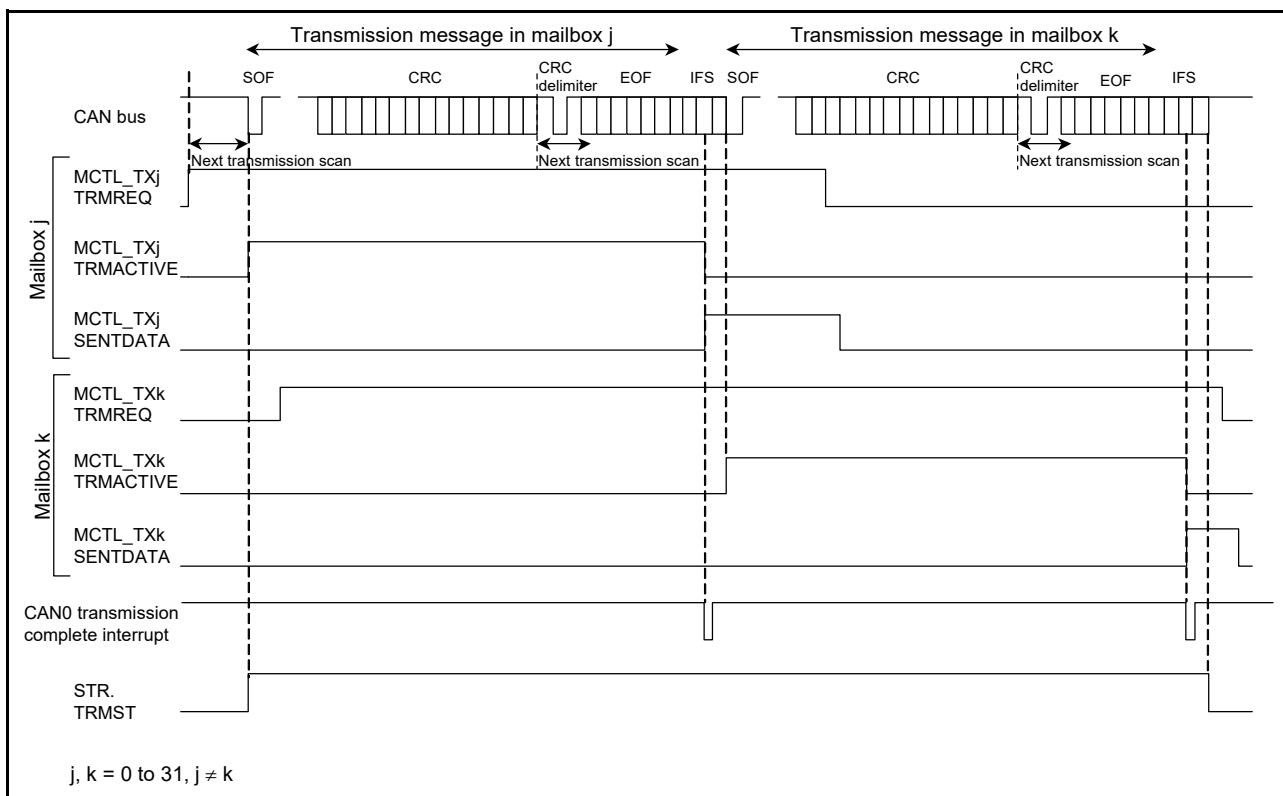 Transmission message in mailbox j Transmission message in mailbox k
SOF CRC CRC delimiter EOF IFS SOF CRC CRC delimiter EOF IFS
CAN bus
Next transmission scan Next transmission scan Next transmission scan
Mailbox j
MCTL_TXj
TRMREQ
MCTL_TXj
TRMACTIVE
MCTL_TXj
SENTDATA
Mailbox k
MCTL_TXk
TRMREQ
MCTL_TXk
TRMACTIVE
MCTL_TXk
SENTDATA
CAN0 transmission
complete interrupt
STR.
TRMST
j, k = 0 to 31, j ≠ k